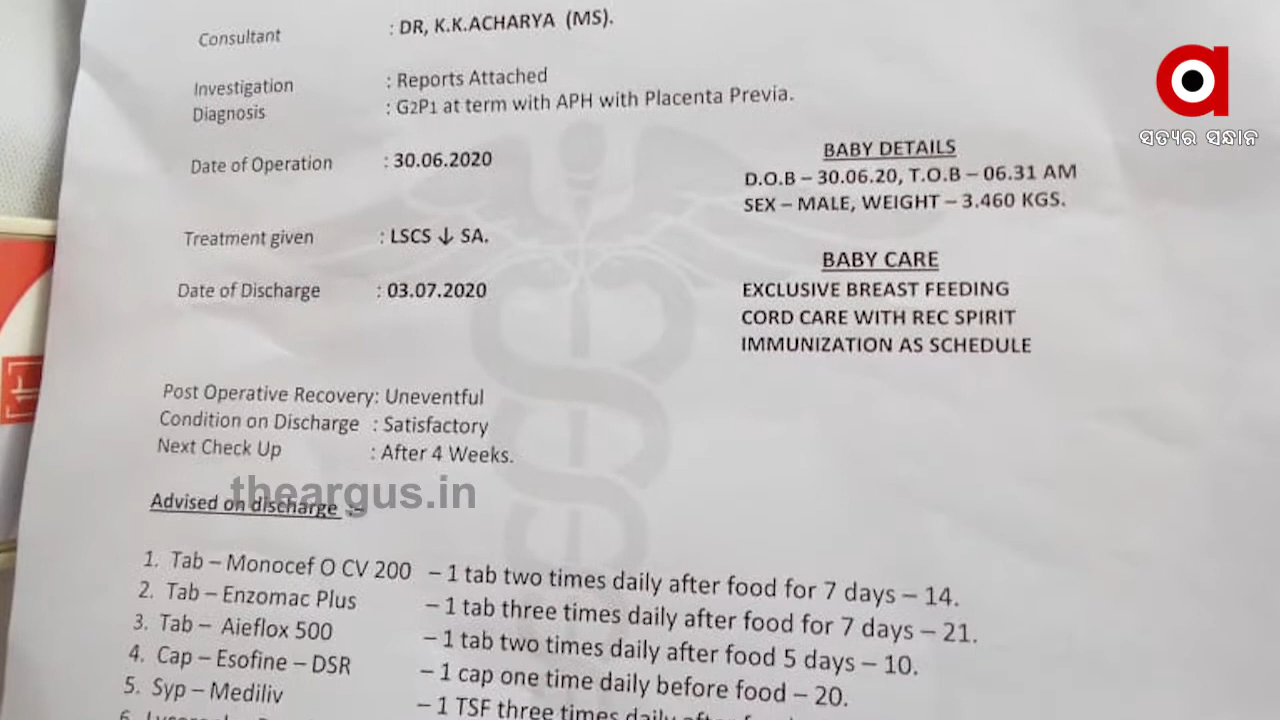 Consultant : DR, K.K.ACHARYA (MS).
ସତ୍ୟର ସନ୍ଧାନ
Investigation : Reports Attached
Diagnosis : G2P1 at term with APH with Placenta Previa.
Date of Operation : 30.06.2020
BABY DETAILS
D.O.B – 30.06.20, T.O.B – 06.31 AM
SEX – MALE, WEIGHT – 3.460 KGS.
Treatment given : LSCS ↓ SA.
Date of Discharge : 03.07.2020
BABY CARE
EXCLUSIVE BREAST FEEDING
CORD CARE WITH REC SPIRIT
IMMUNIZATION AS SCHEDULE
Post Operative Recovery: Uneventful
Condition on Discharge : Satisfactory
Next Check Up : After 4 Weeks.
theargus.in
Advised on discharge :-
1. Tab – Monocef O CV 200 – 1 tab two times daily after food for 7 days – 14.
2. Tab – Enzomac Plus – 1 tab three times daily after food for 7 days – 21.
3. Tab – Aieflox 500 – 1 tab two times daily after food 5 days – 10.
4. Cap – Esofine – DSR – 1 cap one time daily before food – 20.
5. Syp – Mediliv – 1 TSF three times daily after
6.